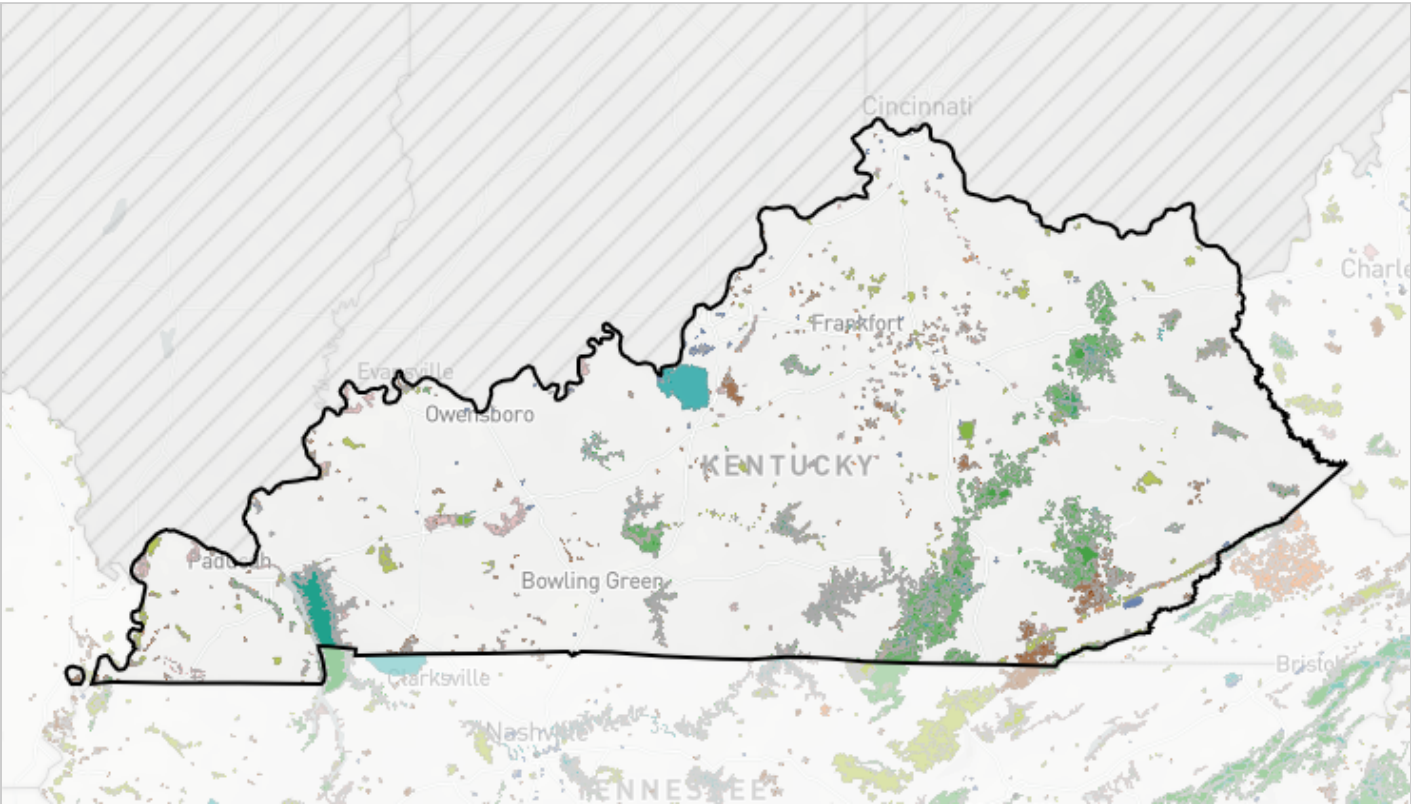 Cincinnati
Charle
Frankfort
Evansville
Owensboro
KENTUCKY
Paducah
Bowling Green
Clarksville
Bristol
Nashville
TENNESSEE